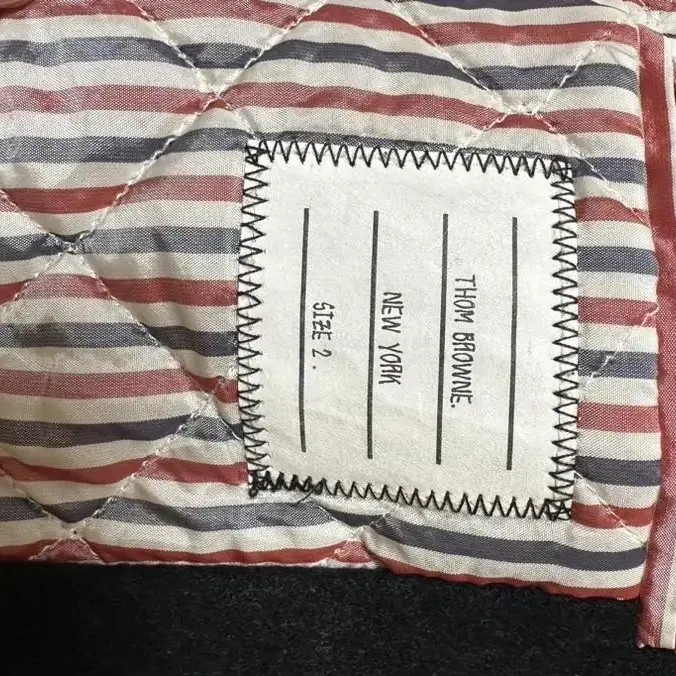 THOM BROWNE.
NEW YORK
SIZE 2.